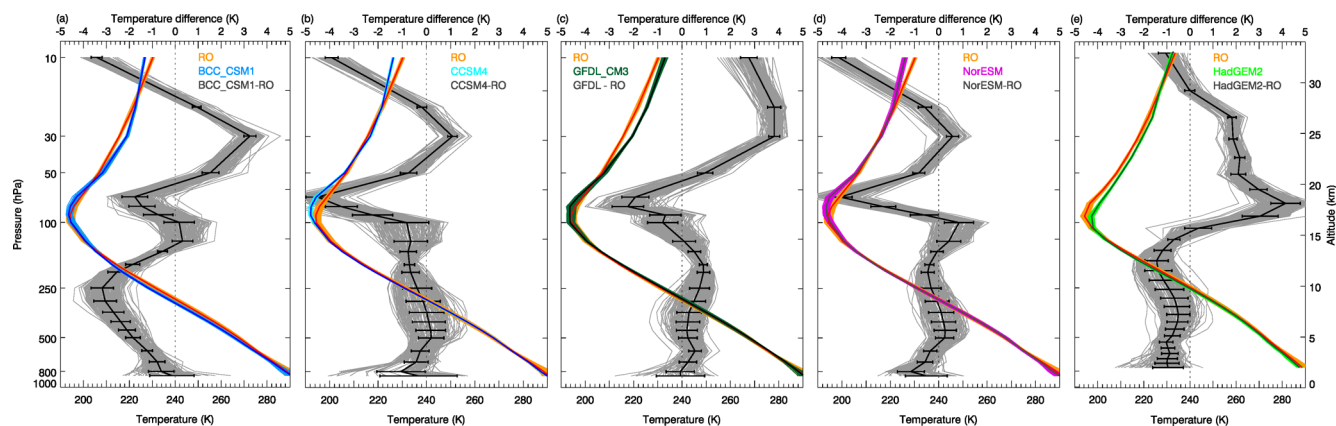 Temperature difference (K)
Temperature difference (K)
Temperature difference (K)
Temperature difference (K)
Temperature difference (K)
(a) -5 -4 -3 -2 -1 0 1 2 3 4 5
(b) -5 -4 -3 -2 -1 0 1 2 3 4 5
(c) -5 -4 -3 -2 -1 0 1 2 3 4 5
(d) -5 -4 -3 -2 -1 0 1 2 3 4 5
(e) -5 -4 -3 -2 -1 0 1 2 3 4 5
RO
BCC_CSM1
BCC_CSM1-RO
RO
CCSM4
CCSM4-RO
RO
GFDL_CM3
GFDL - RO
RO
NorESM
NorESM-RO
RO
HadGEM2
HadGEM2-RO
Pressure (hPa)
10
30
50
100
250
500
800
1000
Altitude (km)
30
25
20
15
10
5
0
200 220 240 260 280
200 220 240 260 280
200 220 240 260 280
200 220 240 260 280
200 220 240 260 280
Temperature (K)
Temperature (K)
Temperature (K)
Temperature (K)
Temperature (K)